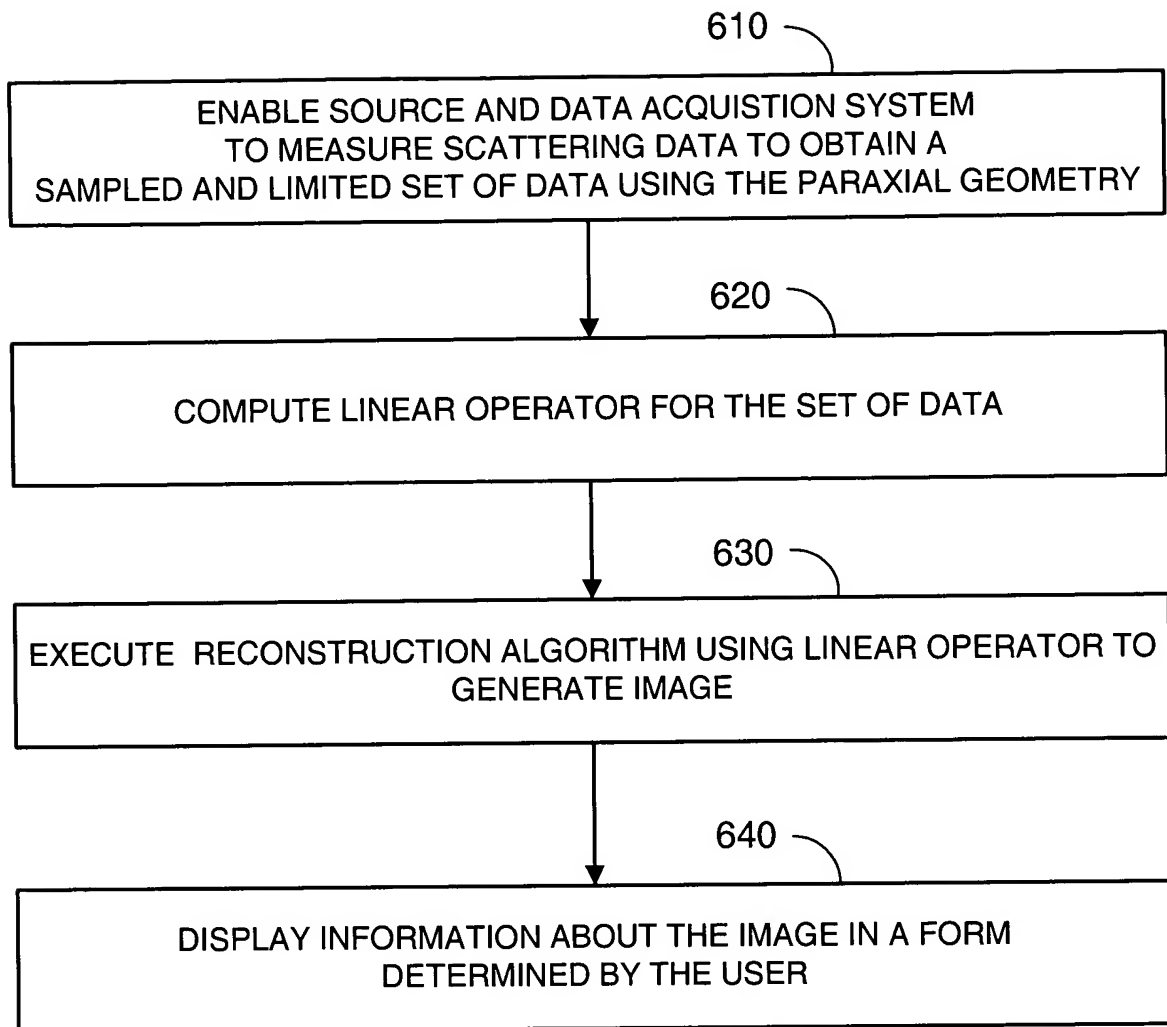 610
ENABLE SOURCE AND DATA ACQUISTION SYSTEM
TO MEASURE SCATTERING DATA TO OBTAIN A
SAMPLED AND LIMITED SET OF DATA USING THE PARAXIAL GEOMETRY
620
COMPUTE LINEAR OPERATOR FOR THE SET OF DATA
630
EXECUTE RECONSTRUCTION ALGORITHM USING LINEAR OPERATOR TO
GENERATE IMAGE
640
DISPLAY INFORMATION ABOUT THE IMAGE IN A FORM
DETERMINED BY THE USER